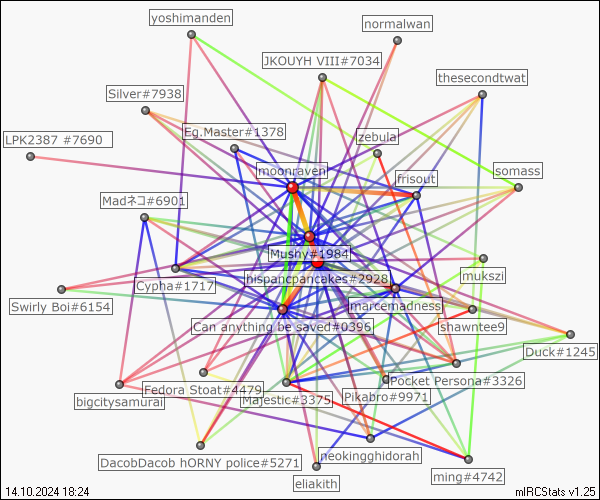 yoshimanden
normalwan
JKOUYH VIII#7034
thesecondtwat
Silver#7938
Eg.Master#1378
zebula
LPK2387 #7690
moonraven
frisout
somass
Madネコ#6901
Mushy#1984
hispancpancakes#2928
mukszi
Cypha#1717
Swirly Boi#6154
marcemadness
Can anything be saved#0396
shawntee9
Duck#1245
Pocket Persona#3326
Fedora Stoat#4479
Majestic#3375
Pikabro#9971
bigcitysamurai
neokingghidorah
DacobDacob hORNY police#5271
ming#4742
eliakith
14.10.2024 18:24
mIRCStats v1.25